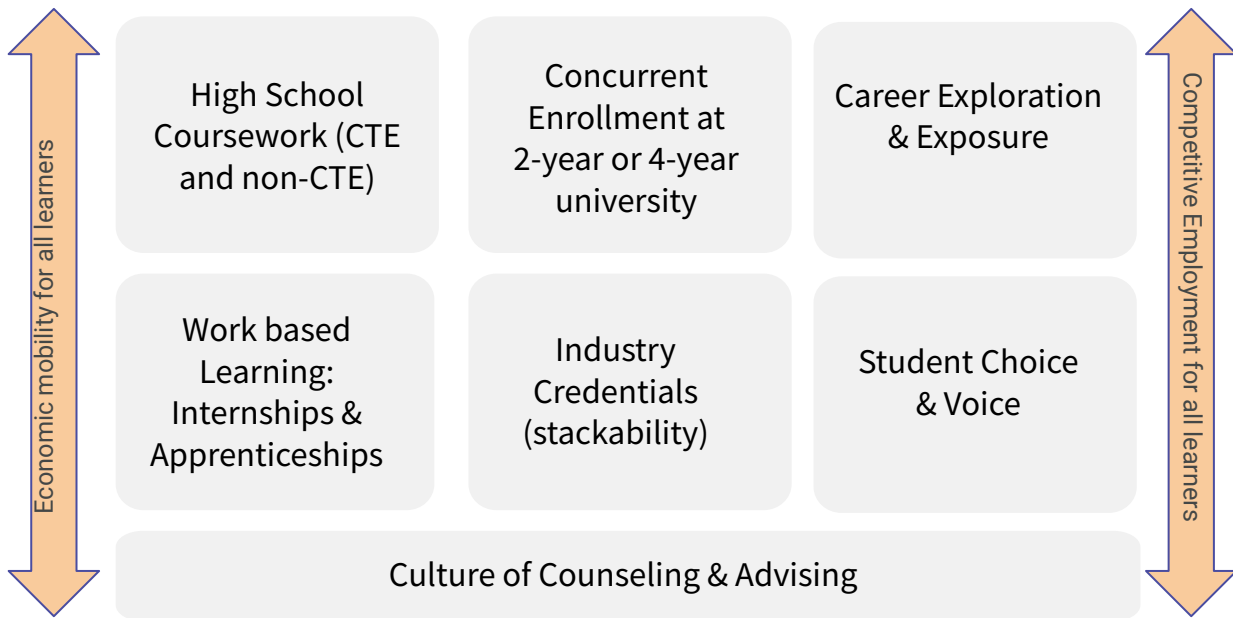 Economic mobility for all learners
High School
Coursework (CTE
and non-CTE)
Concurrent
Enrollment at
2-year or 4-year
university
Career Exploration
& Exposure
Work based
Learning:
Internships &
Apprenticeships
Industry
Credentials
(stackability)
Student Choice
& Voice
Culture of Counseling & Advising
Competitive Employment for all learners